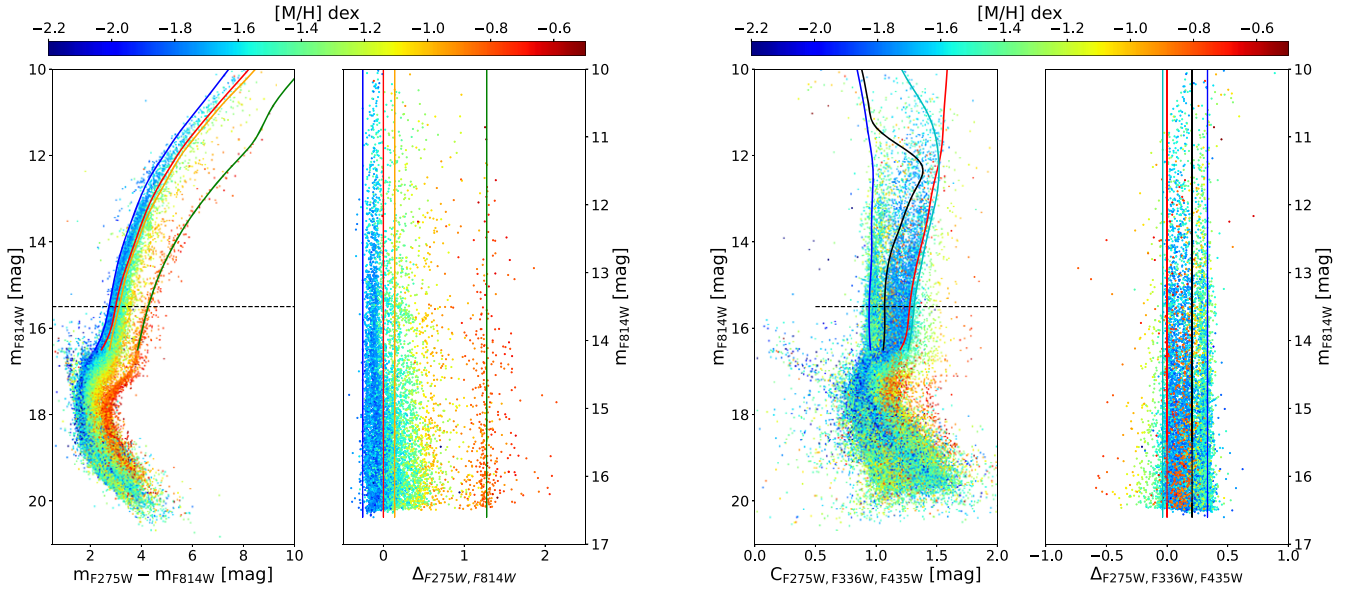 [M/H] dex
−2.2 −2.0 −1.8 −1.6 −1.4 −1.2 −1.0 −0.8 −0.6
10
12
14
16
18
20
m_F814W [mag]
2 4 6 8 10
m_F275W − m_F814W [mag]
10
11
12
13
14
15
16
17
m_F814W [mag]
0 1 2
Δ_F275W, F814W
[M/H] dex
−2.2 −2.0 −1.8 −1.6 −1.4 −1.2 −1.0 −0.8 −0.6
10
12
14
16
18
20
m_F814W [mag]
0.0 0.5 1.0 1.5 2.0
C_F275W, F336W, F435W [mag]
10
11
12
13
14
15
16
17
m_F814W [mag]
−1.0 −0.5 0.0 0.5 1.0
Δ_F275W, F336W, F435W